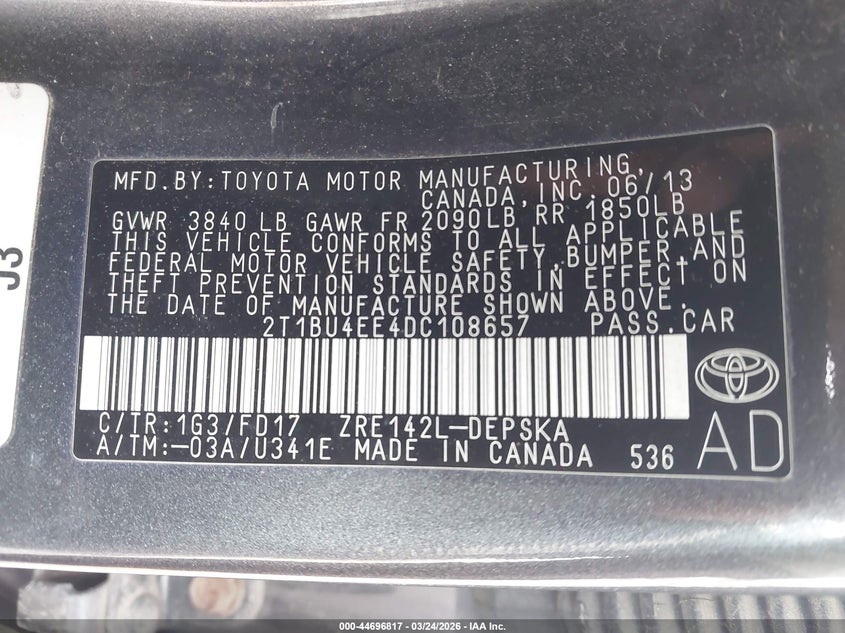 J3
MFD.BY:TOYOTA MOTOR MANUFACTURING,
CANADA,INC. 06/13
GVWR 3840 LB GAWR FR 2090LB RR 1850LB
THIS VEHICLE CONFORMS TO ALL APPLICABLE
FEDERAL MOTOR VEHICLE SAFETY,BUMPER,AND
THEFT PREVENTION STANDARDS IN EFFECT ON
THE DATE OF MANUFACTURE SHOWN ABOVE.
2T1BU4EE4DC108657 PASS.CAR
C/TR:1G3/FD17 ZRE142L-DEPSKA
A/TM:-03A/U341E MADE IN CANADA 536
AD
000-44696817 - 03/24/2026 - IAA Inc.